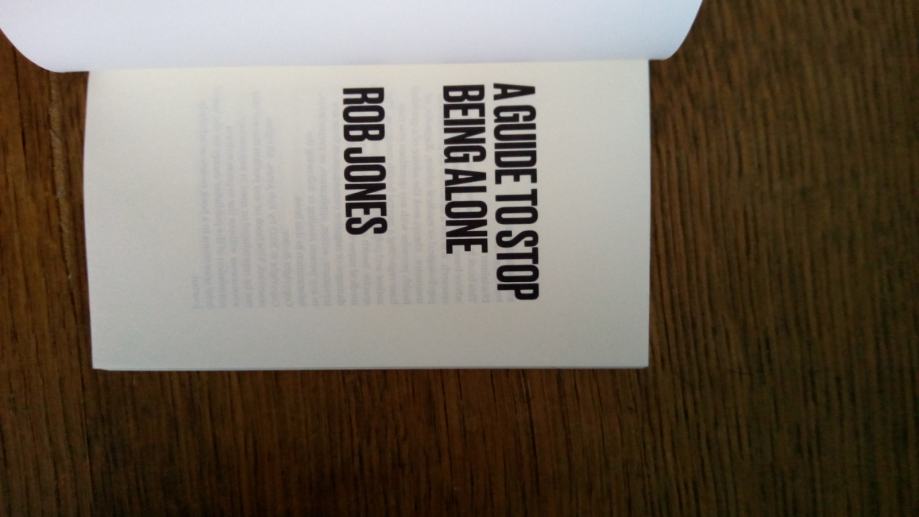 A GUIDE TO STOP
BEING ALONE
ROB JONES